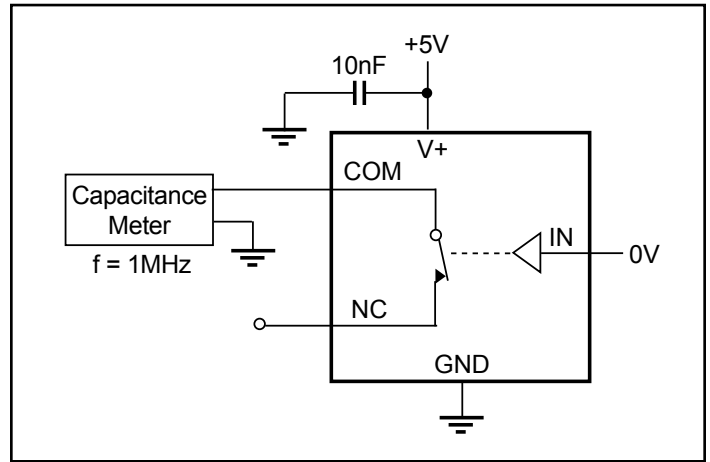 +5V
10nF
V+
COM
Capacitance
Meter
f = 1MHz
IN
0V
NC
GND